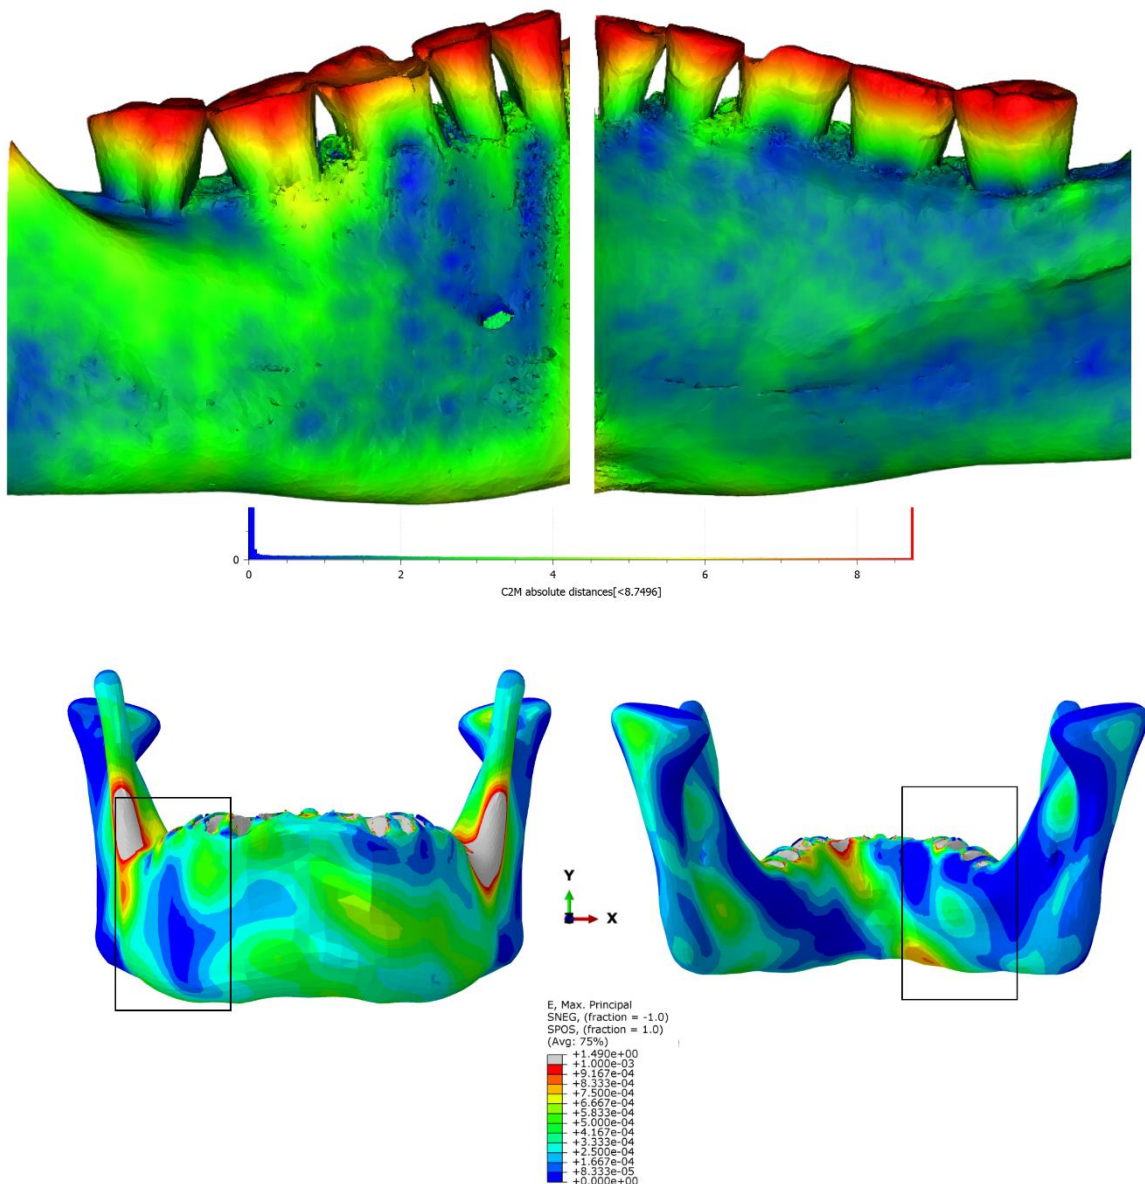 0
0 2 4 6 8
C2M absolute distances[<8.7496]
Y
X
E, Max. Principal
SNEG, (fraction = -1.0)
SPOS, (fraction = 1.0)
(Avg: 75%)
+1.490e+00
+1.000e-03
+9.167e-04
+8.333e-04
+7.500e-04
+6.667e-04
+5.833e-04
+5.000e-04
+4.167e-04
+3.333e-04
+2.500e-04
+1.667e-04
+8.333e-05
+0.000e+00